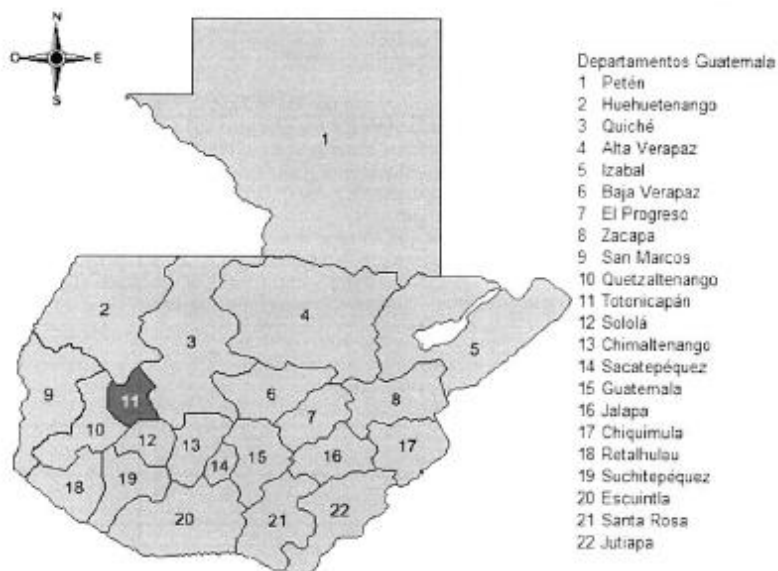 N
O E
S
Departamentos Guatemala
1 Petén
2 Huehuetenango
3 Quiché
4 Alta Verapaz
5 Izabal
6 Baja Verapaz
7 El Progreso
8 Zacapa
9 San Marcos
10 Quetzaltenango
11 Totonicapán
12 Sololá
13 Chimaltenango
14 Sacatepéquez
15 Guatemala
16 Jalapa
17 Chiquimula
18 Retalhuleu
19 Suchitepéquez
20 Escuintla
21 Santa Rosa
22 Jutiapa
1
2
3
4
5
6
7
8
9
10
11
12
13
14
15
16
17
18
19
20
21
22